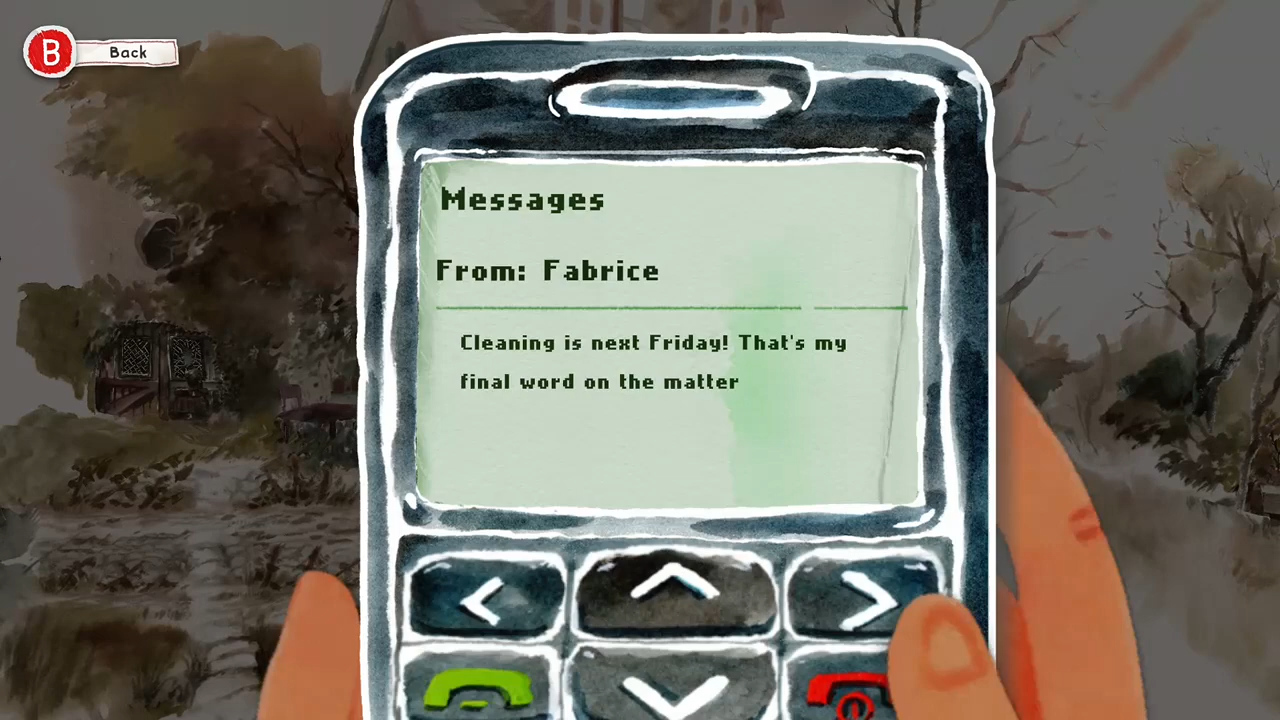 B Back
Messages
From: Fabrice
Cleaning is next Friday! That's my
final word on the matter